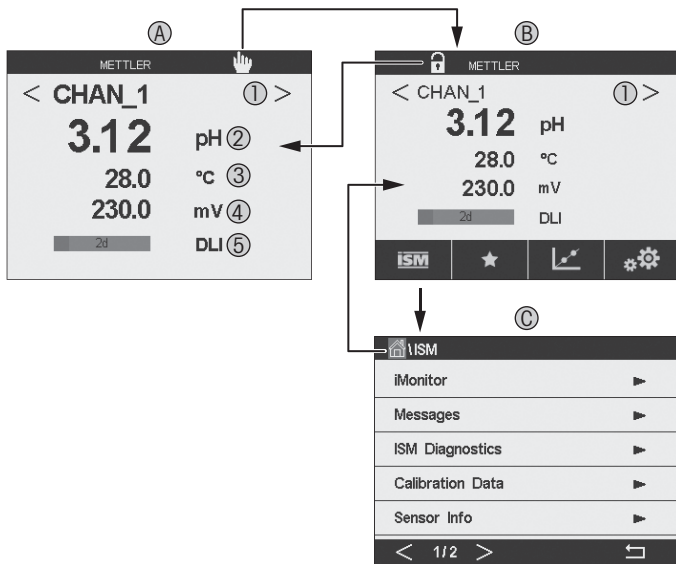 Ⓐ
METTLER
< CHAN_1 ① >
3.12 pH ②
28.0 °C ③
230.0 mV ④
2d DLI ⑤
Ⓑ
METTLER
< CHAN_1 ① >
3.12 pH
28.0 °C
230.0 mV
2d DLI
ISM
Ⓒ
\ISM
iMonitor
Messages
ISM Diagnostics
Calibration Data
Sensor Info
< 1/2 >